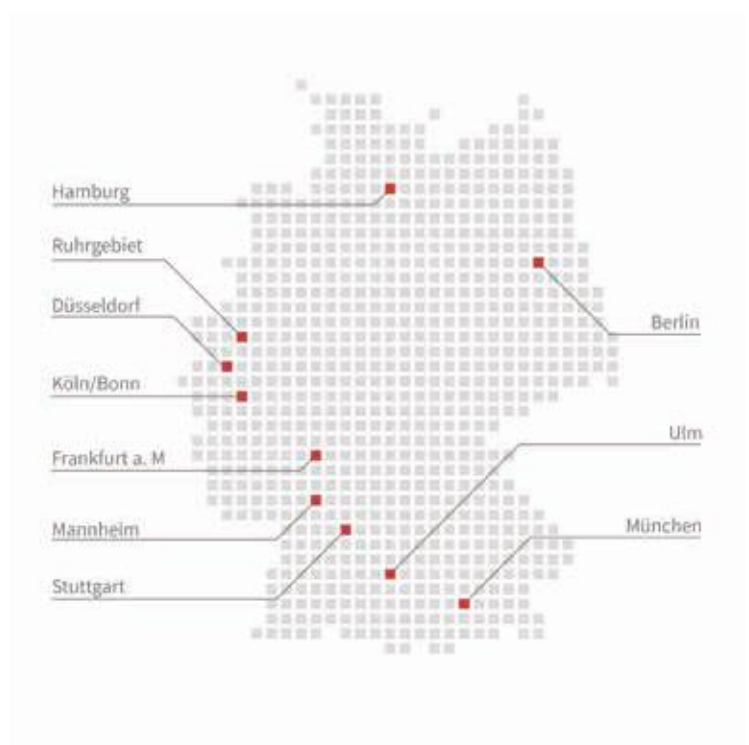 Hamburg
Ruhrgebiet
Düsseldorf
Köln/Bonn
Frankfurt a. M
Mannheim
Stuttgart
Berlin
Ulm
München